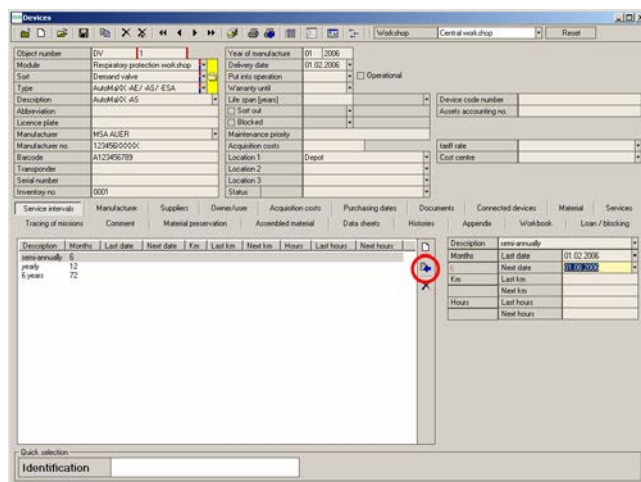 Devices
Workshop Central workshop Reset
Object number DV 1 Year of manufacture 01 2006
Module Respiratory protection workshop Delivery date 01.02.2006
Sort Demand valve Put into operation Operational
Type AutoMaXX -AE/ -AS/ -ESA Warranty until
Description AutoMaXX -AS Life span [years] Device code number
Abbreviation Sort out Assets accounting no.
Licence plate Blocked
Manufacturer MSA AUER Maintenance priority
Manufacturer no. Acquisition costs tariff rate
Barcode A123456789 Location 1 Depot Cost centre
Transponder Location 2
Serial number Location 3
Inventory no. 0001 Status
Service intervals Manufacturer Suppliers Owner/user Acquisition costs Purchasing dates Documents Connected devices Material Services
Tracing of missions Comment Material preservation Assembled material Data sheets Histories Appendix Workbook Loan / blocking
Description Months Last date Next date Km Last km Next km Hours Last hours Next hours
semi-annually 6
yearly 12
6 years 72
Description semi-annually
Months Last date 01.02.2006
6 Next date 01.08.2006
Km Last km
Next km
Hours Last hours
Next hours
Quick selection
Identification